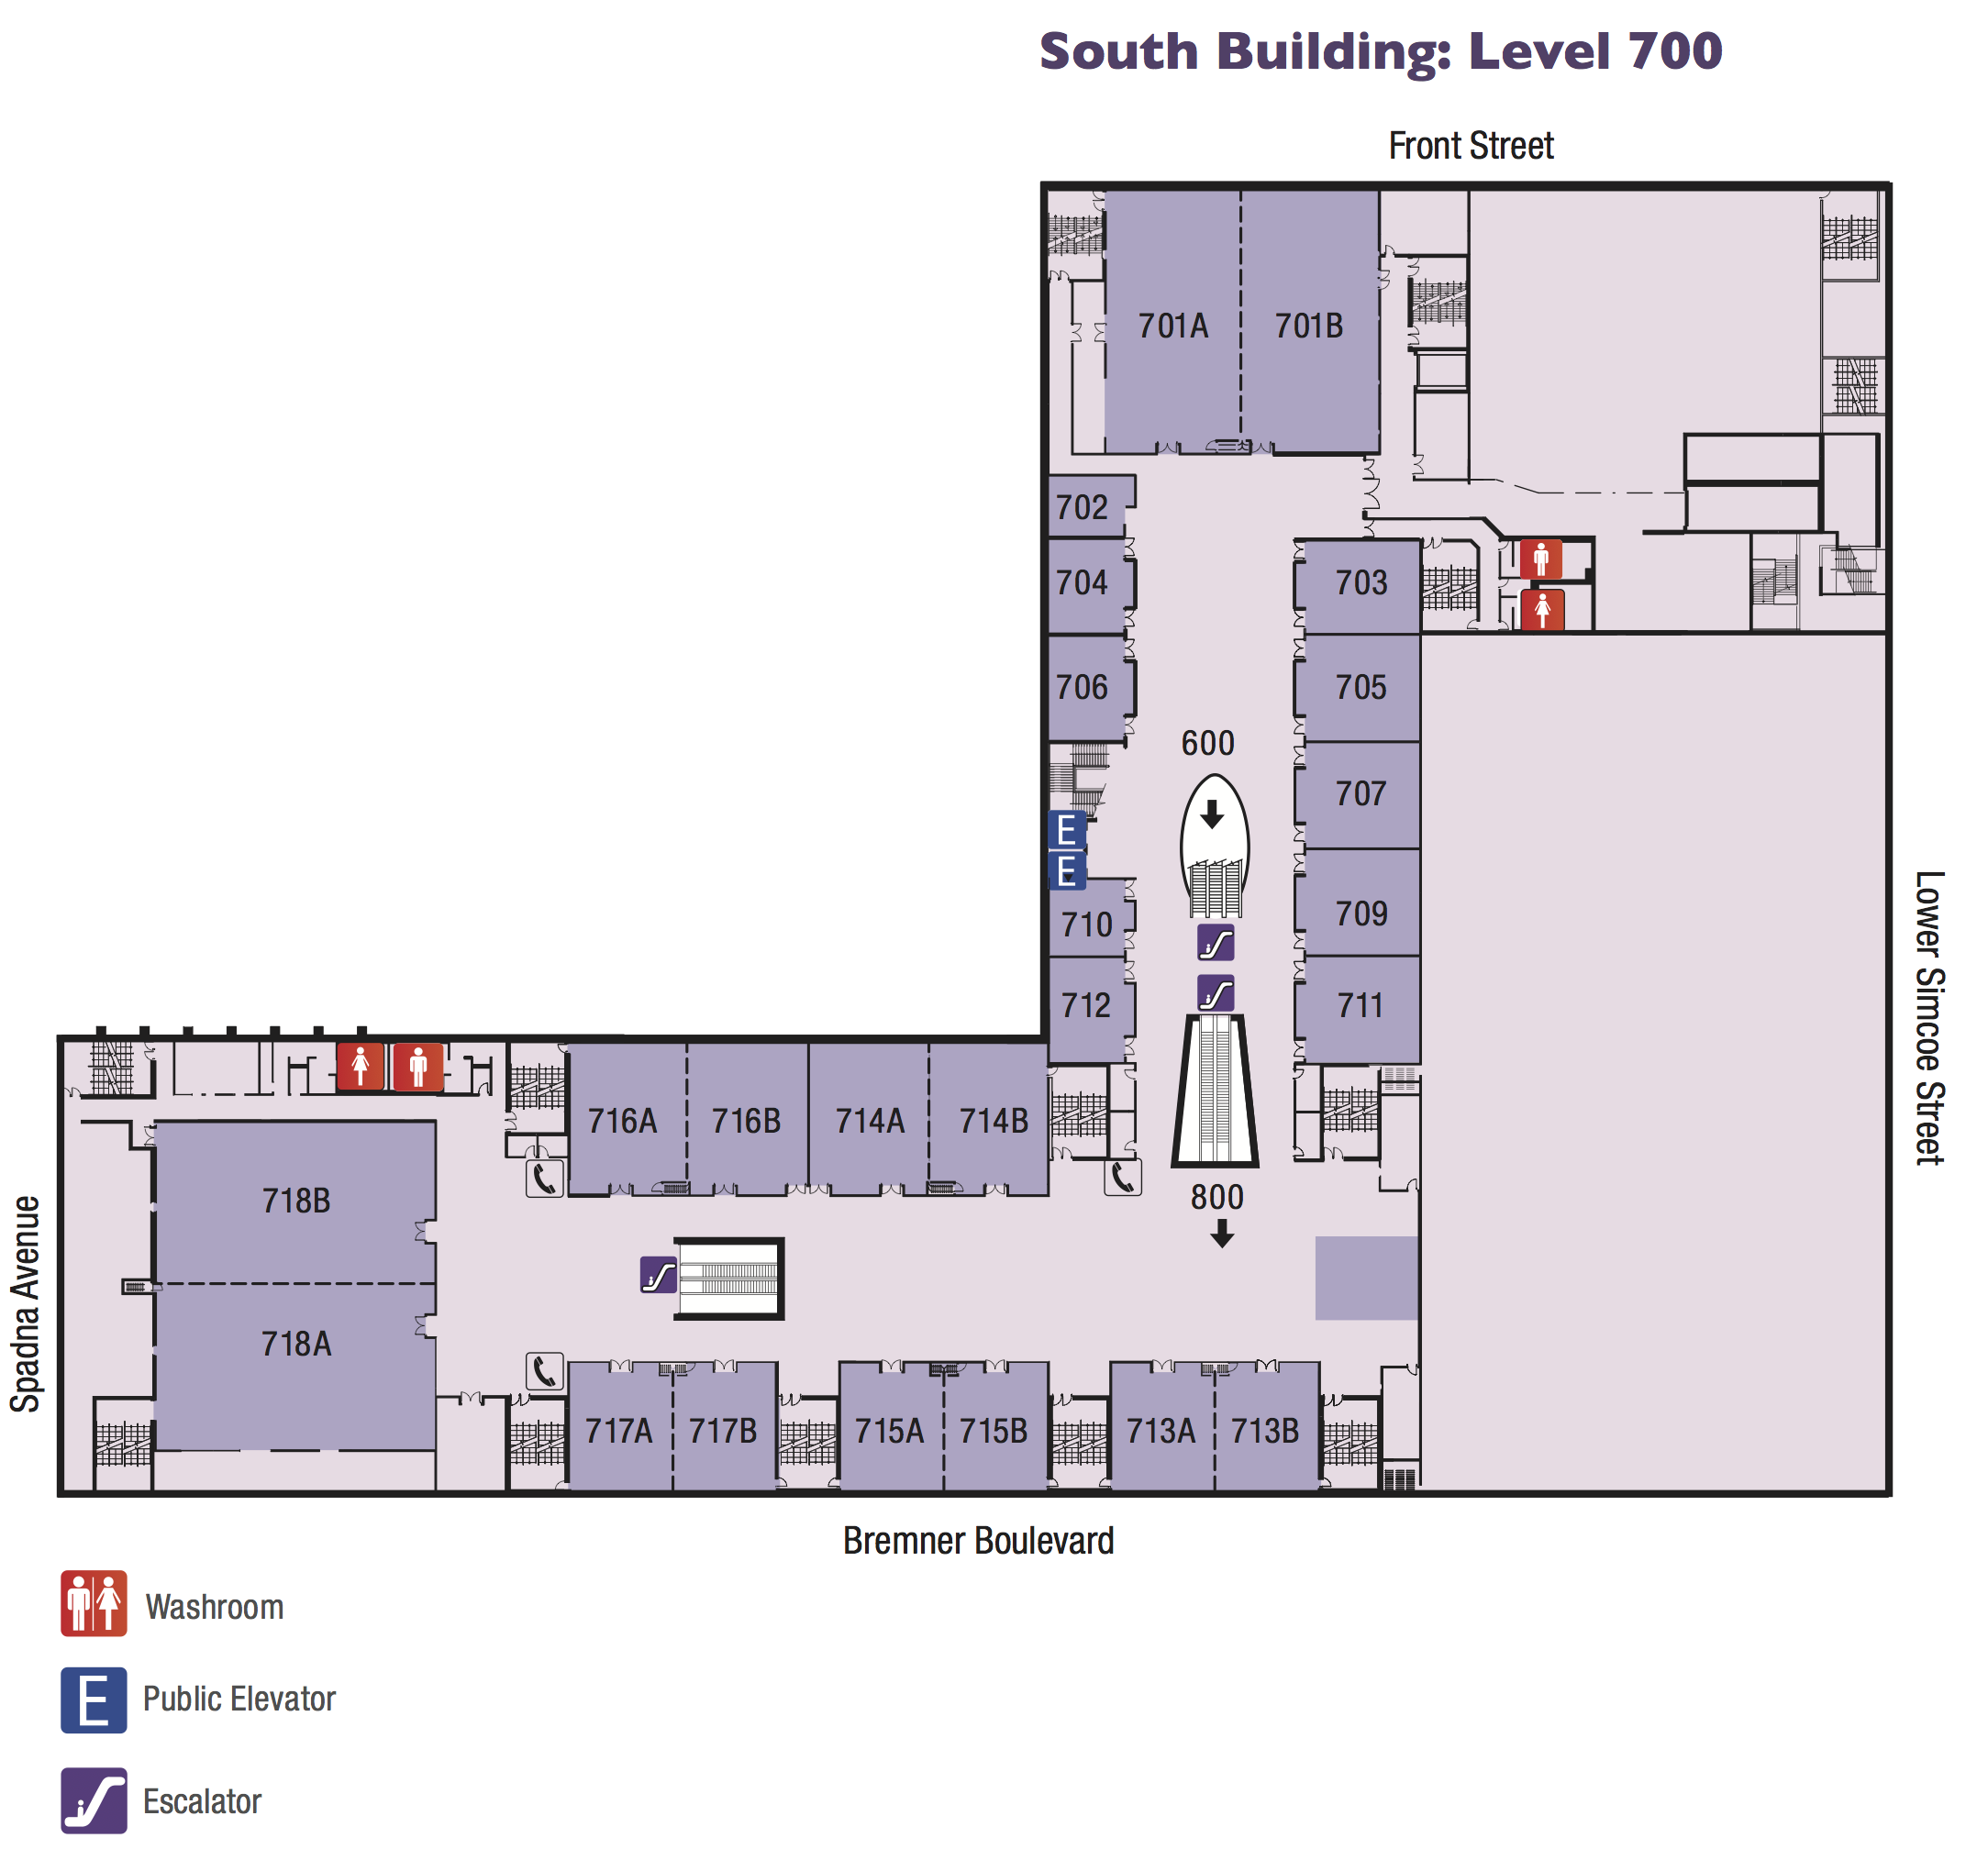 South Building: Level 700
Front Street
701A 701B
702
704 703
706 705
600
707
E
E
710 709
712 711
716A 716B 714A 714B
718B
800
718A
717A 717B 715A 715B 713A 713B
Spadna Avenue
Lower Simcoe Street
Bremner Boulevard
Washroom
E Public Elevator
Escalator